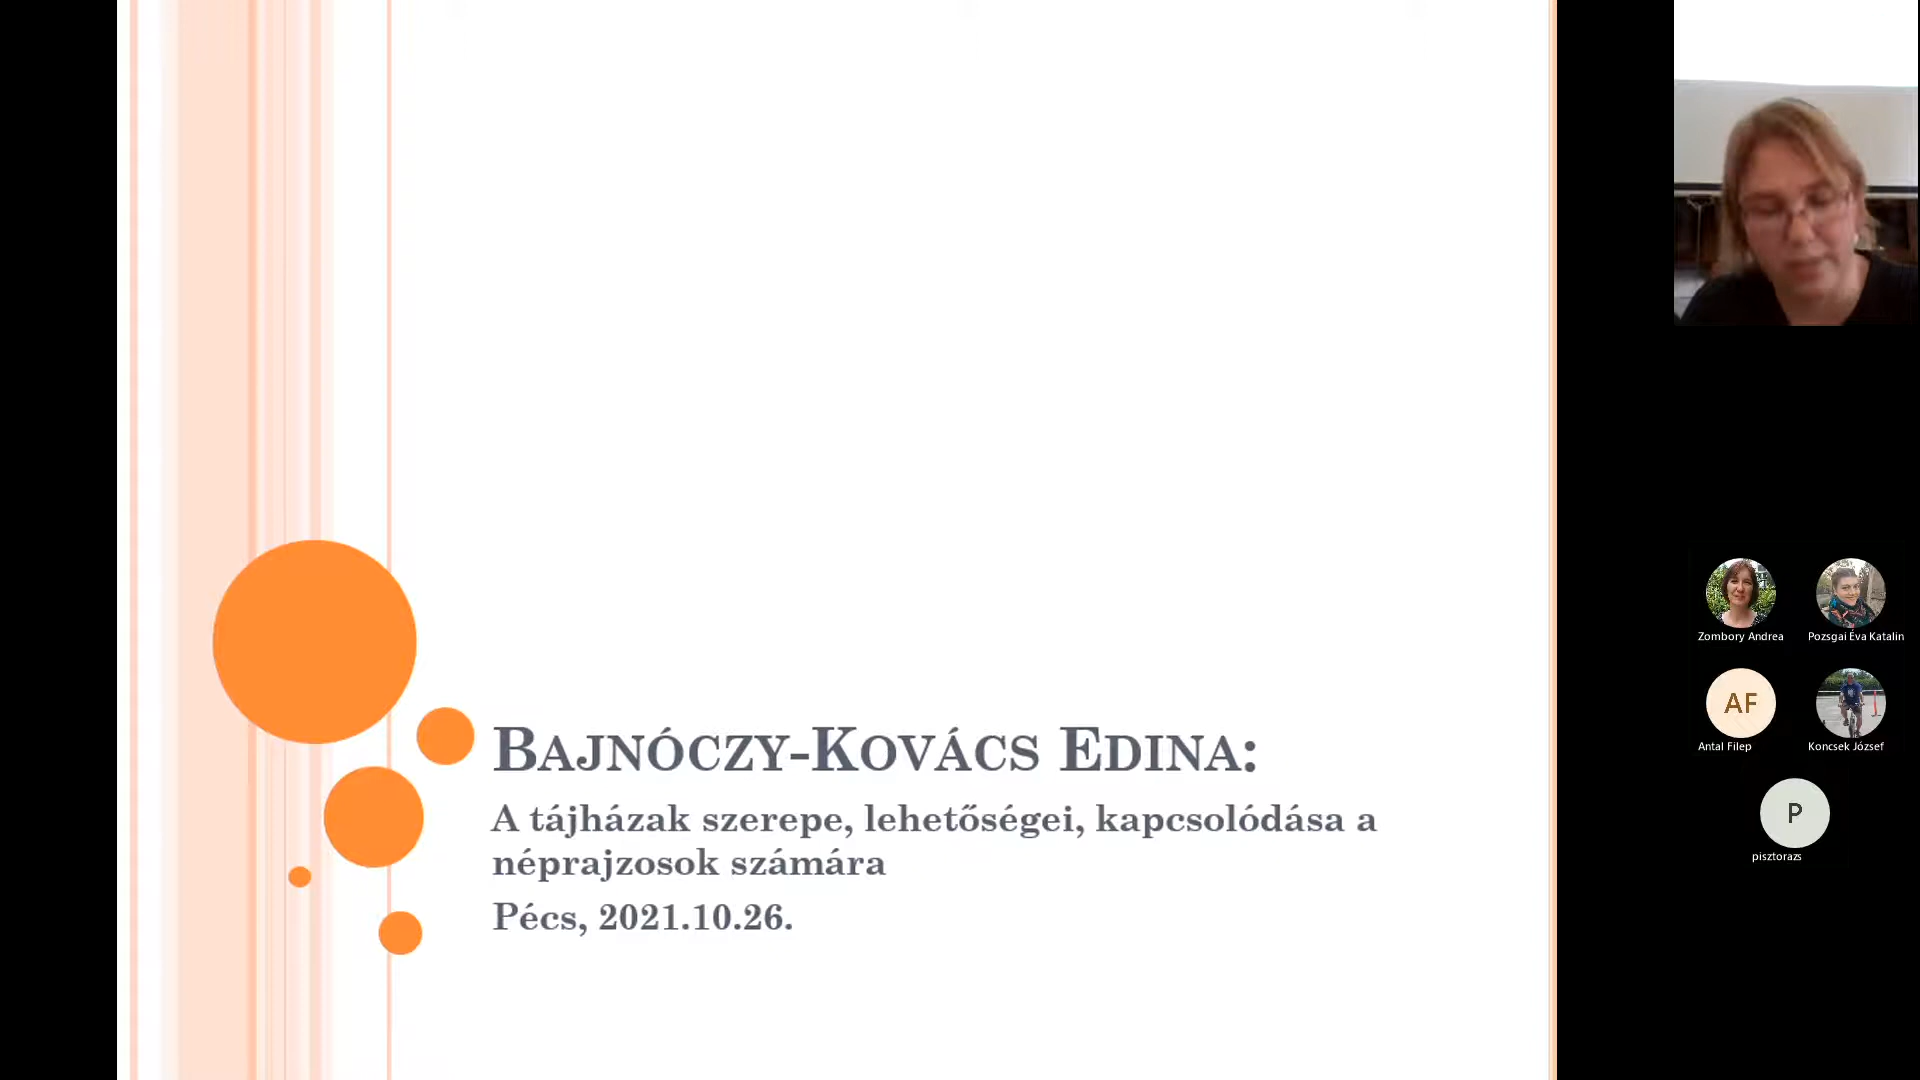 BAJNÓCZY-KOVÁCS EDINA:
A tájházak szerepe, lehetőségei, kapcsolódása a
néprajzosok számára
Pécs, 2021.10.26.
Zombory Andrea
Pozsgai Éva Katalin
AF
Antal Filep
Koncsek József
P
pisztorazs